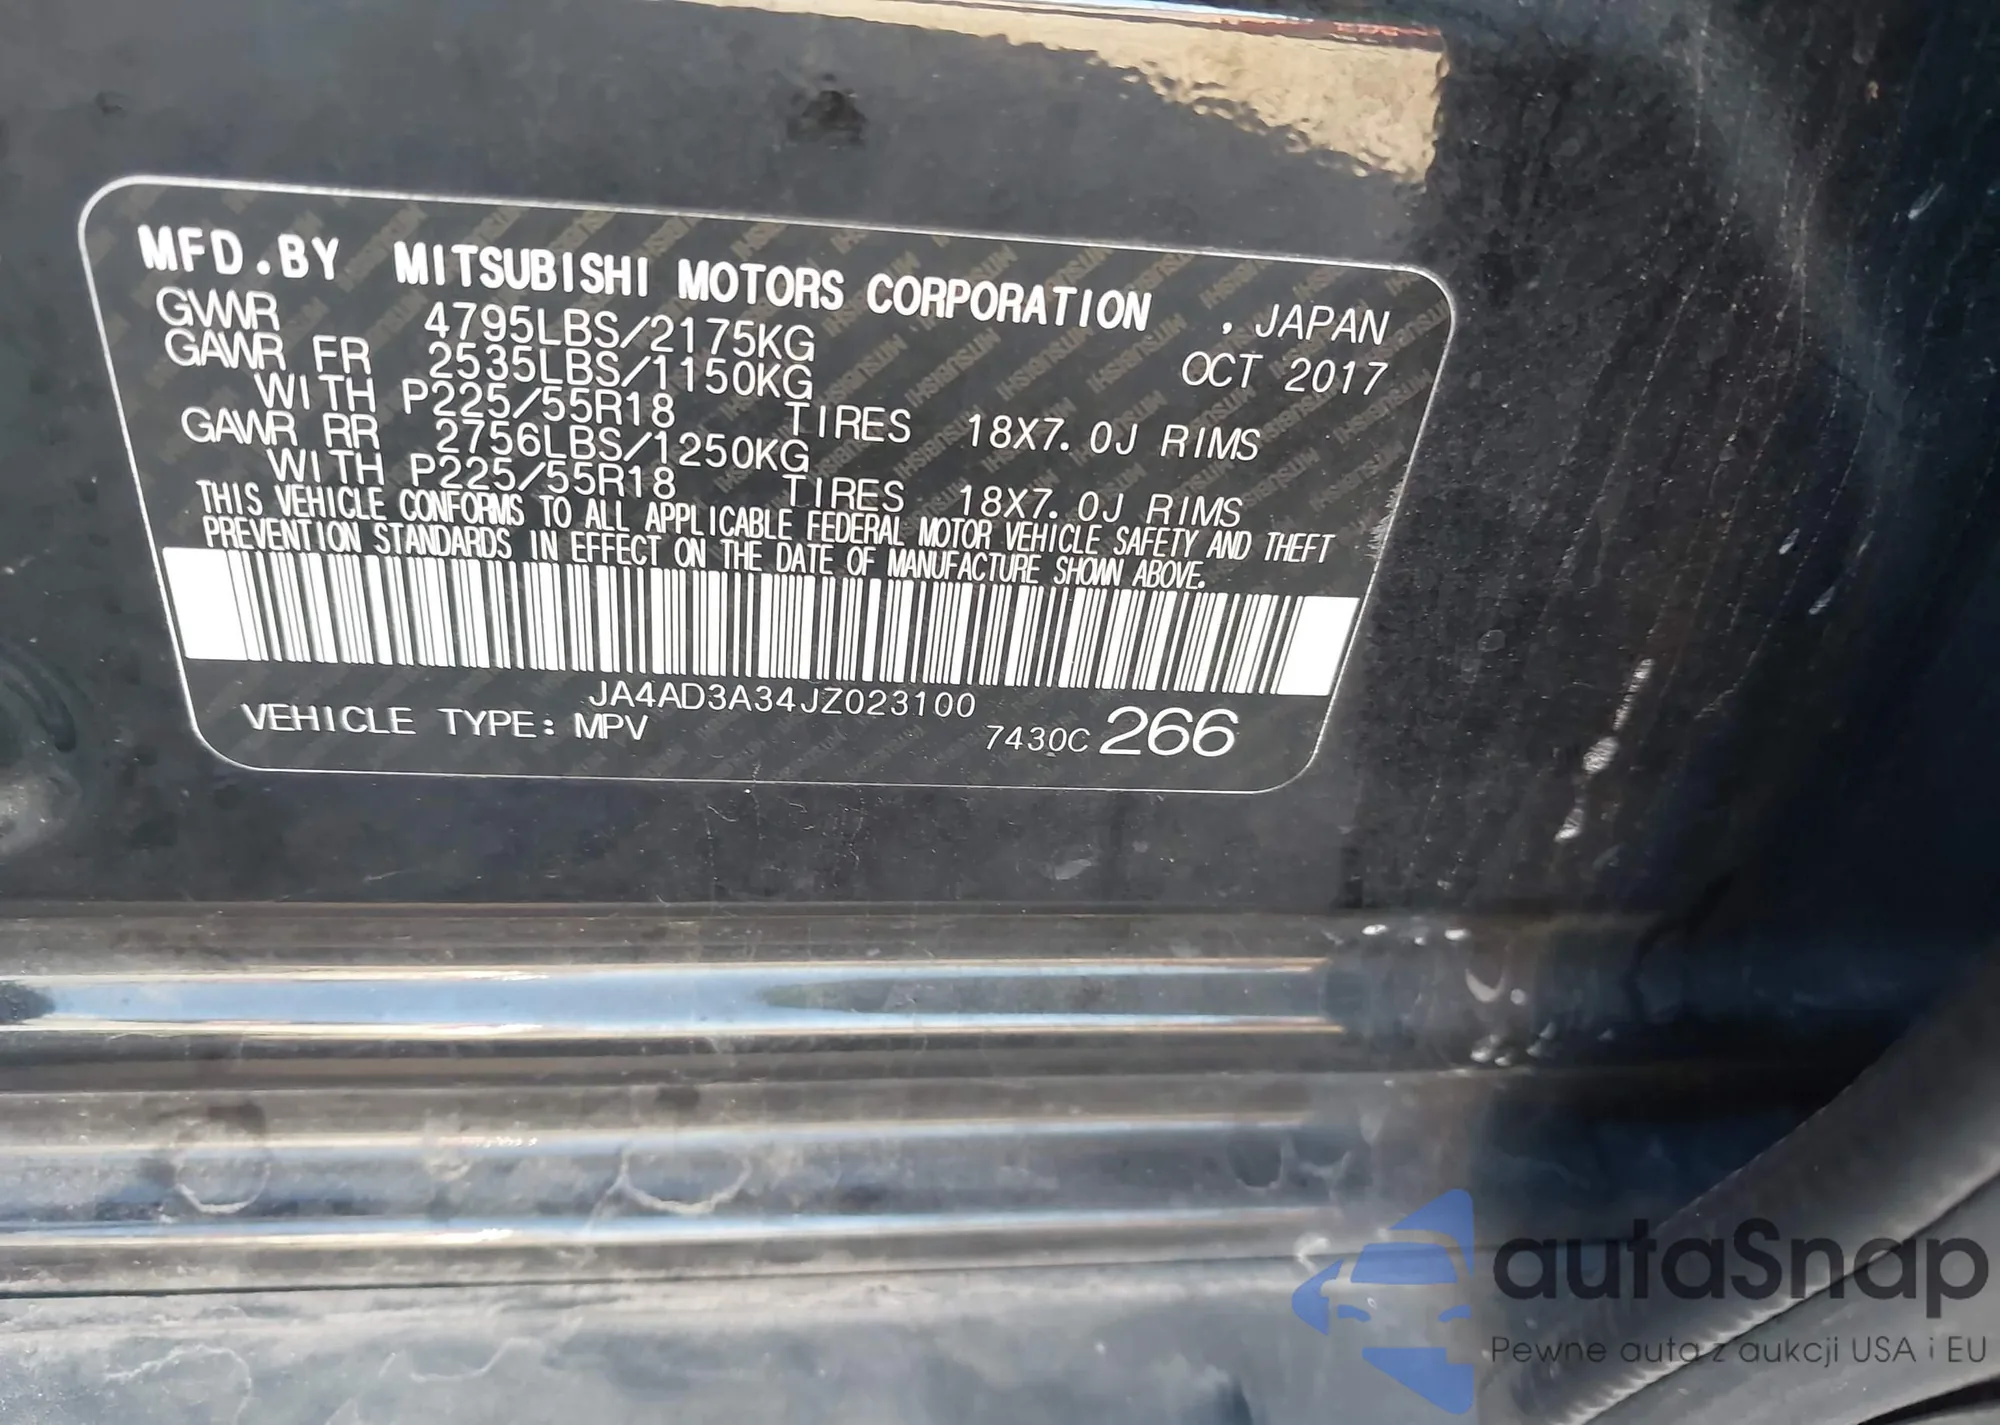 MFD.BY MITSUBISHI MOTORS CORPORATION , JAPAN
GVWR 4795LBS/2175KG OCT 2017
GAWR FR 2535LBS/1150KG
WITH P225/55R18 TIRES 18X7.0J RIMS
GAWR RR 2756LBS/1250KG
WITH P225/55R18 TIRES 18X7.0J RIMS
THIS VEHICLE CONFORMS TO ALL APPLICABLE FEDERAL MOTOR VEHICLE SAFETY AND THEFT
PREVENTION STANDARDS IN EFFECT ON THE DATE OF MANUFACTURE SHOWN ABOVE.
JA4AD3A34JZ023100
VEHICLE TYPE: MPV 7430C 266
autaSnap
Pewne auta z aukcji USA i EU